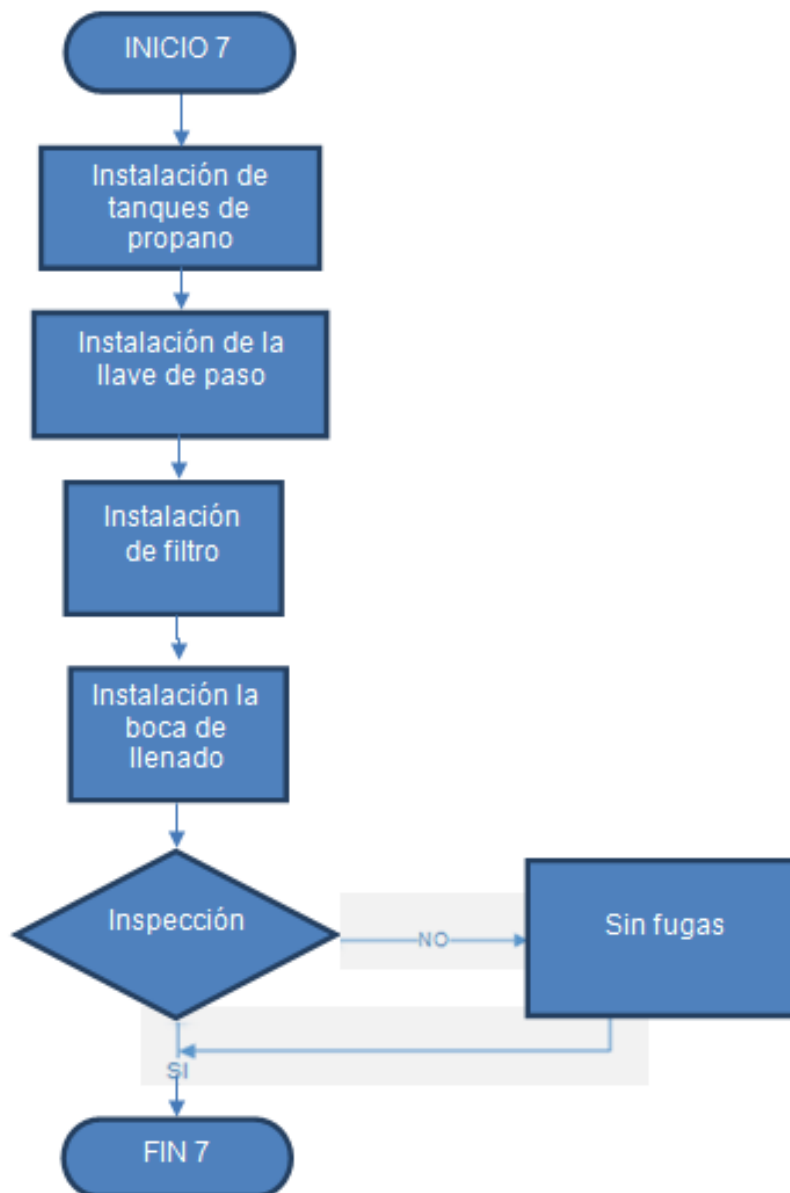 INICIO 7
Instalación de
tanques de
propano
Instalación de la
llave de paso
Instalación
de filtro
Instalación la
boca de
llenado
Inspección
NO
Sin fugas
SI
FIN 7